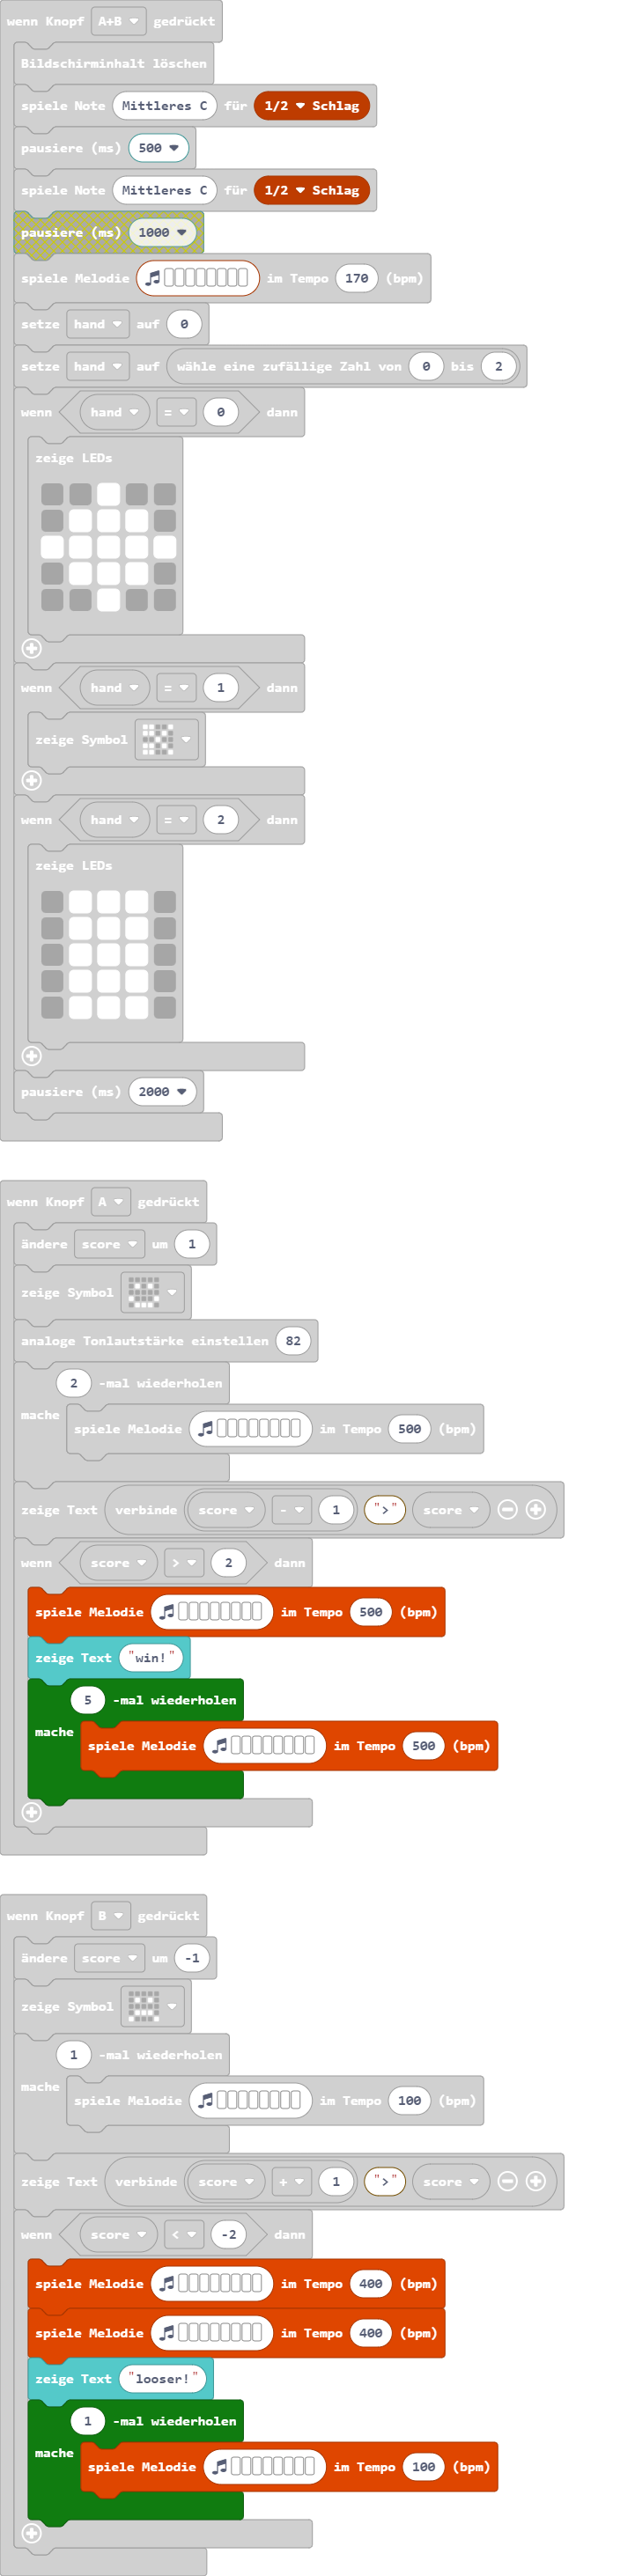 wenn Knopf A+B gedrückt
Bildschirminhalt löschen
spiele Note Mittleres C für 1/2 Schlag
pausiere (ms) 500
spiele Note Mittleres C für 1/2 Schlag
pausiere (ms) 1000
spiele Melodie im Tempo 170 (bpm)
setze hand auf 0
setze hand auf wähle eine zufällige Zahl von 0 bis 2
wenn hand = 0 dann
zeige LEDs
wenn hand = 1 dann
zeige Symbol
wenn hand = 2 dann
zeige LEDs
pausiere (ms) 2000
wenn Knopf A gedrückt
ändere score um 1
zeige Symbol
analoge Tonlautstärke einstellen 82
2 -mal wiederholen
mache spiele Melodie im Tempo 500 (bpm)
zeige Text verbinde score - 1 ">" score
wenn score > 2 dann
spiele Melodie im Tempo 500 (bpm)
zeige Text "win!"
5 -mal wiederholen
mache spiele Melodie im Tempo 500 (bpm)
wenn Knopf B gedrückt
ändere score um -1
zeige Symbol
1 -mal wiederholen
mache spiele Melodie im Tempo 100 (bpm)
zeige Text verbinde score + 1 ">" score
wenn score < -2 dann
spiele Melodie im Tempo 400 (bpm)
spiele Melodie im Tempo 400 (bpm)
zeige Text "looser!"
1 -mal wiederholen
mache spiele Melodie im Tempo 100 (bpm)